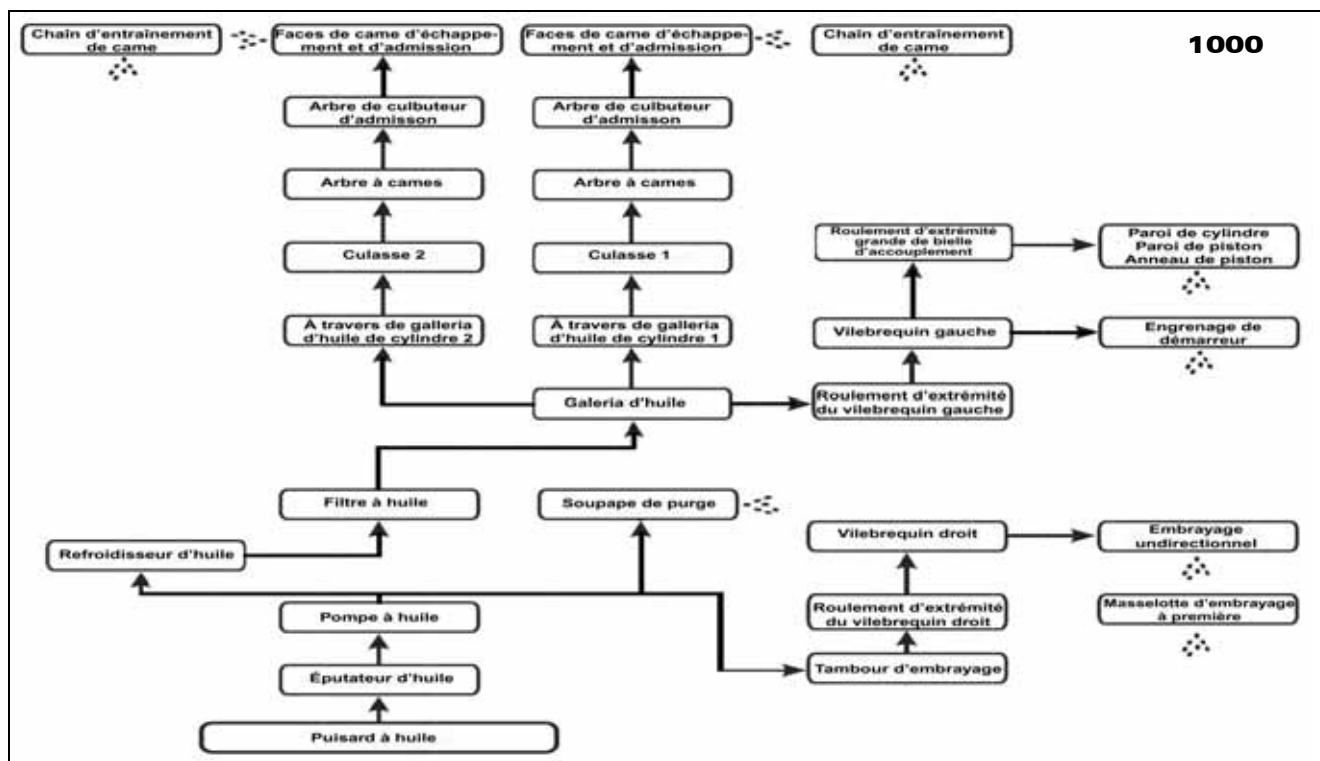 Chaîn d'entraînement
de came
Faces de came d'échappe-
ment et d'admission
Faces de came d'échappe-
ment et d'admission
Chaîn d'entraînement
de came
1000
Arbre de culbuteur
d'admisson
Arbre de culbuteur
d'admission
Arbre à cames
Arbre à cames
Culasse 2
Culasse 1
Roulement d'extrémité
grande de bielle
d'accouplement
Paroi de cylindre
Paroi de piston
Anneau de piston
À travers de galleria
d'huile de cylindre 2
À travers de galleria
d'huile de cylindre 1
Vilebrequin gauche
Engrenage de
démarreur
Galeria d'huile
Roulement d'extrémité
du vilebrequin gauche
Filtre à huile
Soupape de purge
Refroidisseur d'huile
Vilebrequin droit
Embrayage
undirectionnel
Pompe à huile
Roulement d'extrémité
du vilebrequin droit
Masselotte d'embrayage
à première
Éputateur d'huile
Tambour d'embrayage
Puisard à huile